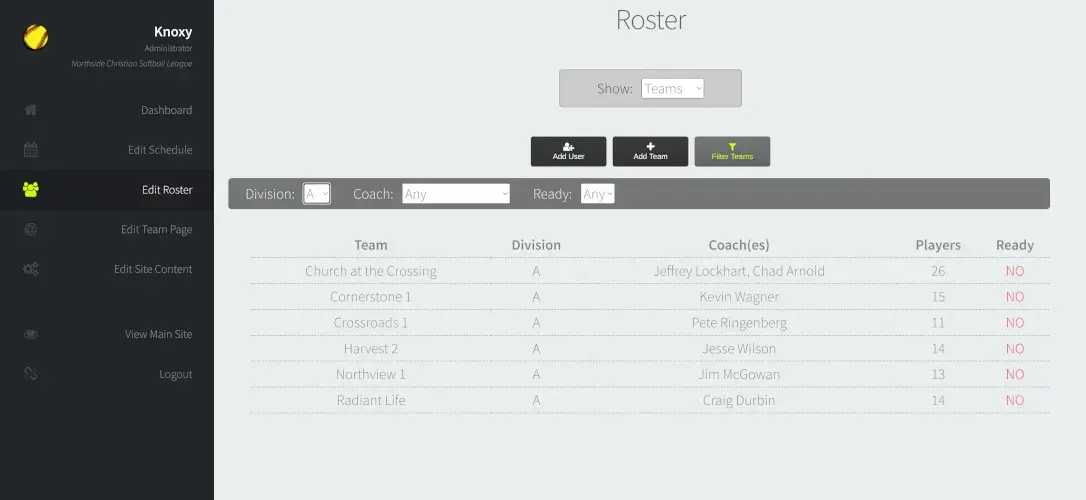 Knoxy
Administrator
Northside Christian Softball League
Dashboard
Edit Schedule
Edit Roster
Edit Team Page
Edit Site Content
View Main Site
Logout
Roster
Show: Teams
Add User Add Team Filter Teams
Division: A Coach: Any Ready: Any
Team Division Coach(es) Players Ready
Church at the Crossing A Jeffrey Lockhart, Chad Arnold 26 NO
Cornerstone 1 A Kevin Wagner 15 NO
Crossroads 1 A Pete Ringenberg 11 NO
Harvest 2 A Jesse Wilson 14 NO
Northview 1 A Jim McGowan 13 NO
Radiant Life A Craig Durbin 14 NO